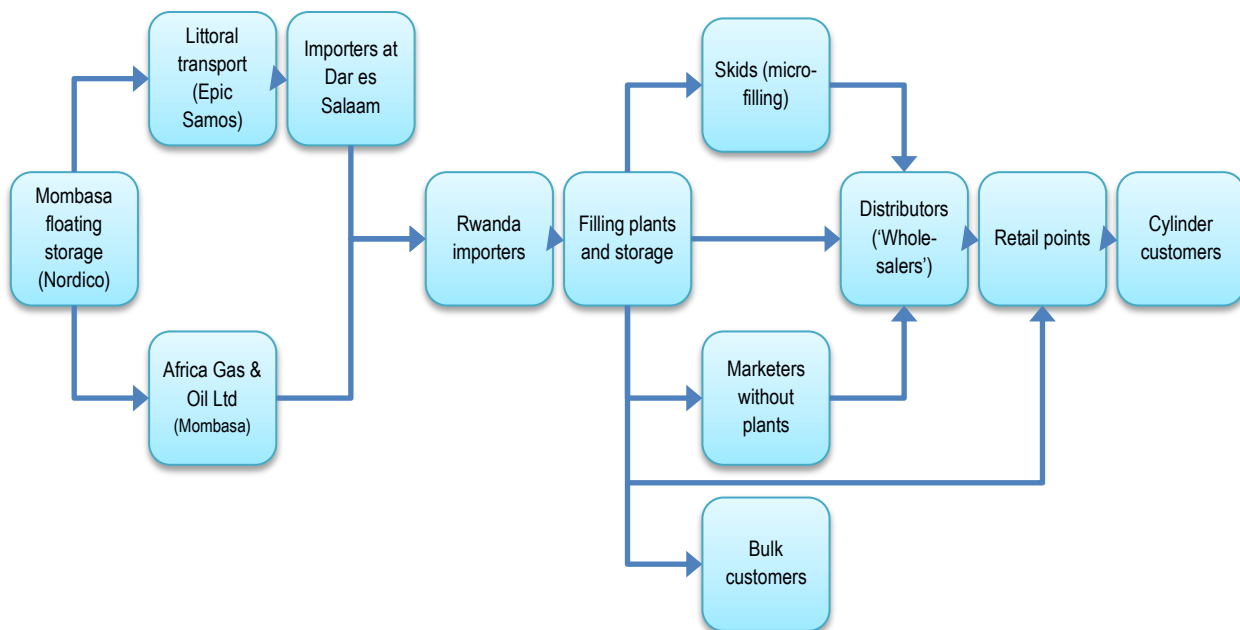 Littoral
transport
(Epic
Samos)
Importers at
Dar es
Salaam
Skids (micro-
filling)
Mombasa
floating
storage
(Nordico)
Rwanda
importers
Filling plants
and storage
Distributors
(‘Whole-
salers’)
Retail points
Cylinder
customers
Africa Gas &
Oil Ltd
(Mombasa)
Marketers
without
plants
Bulk
customers